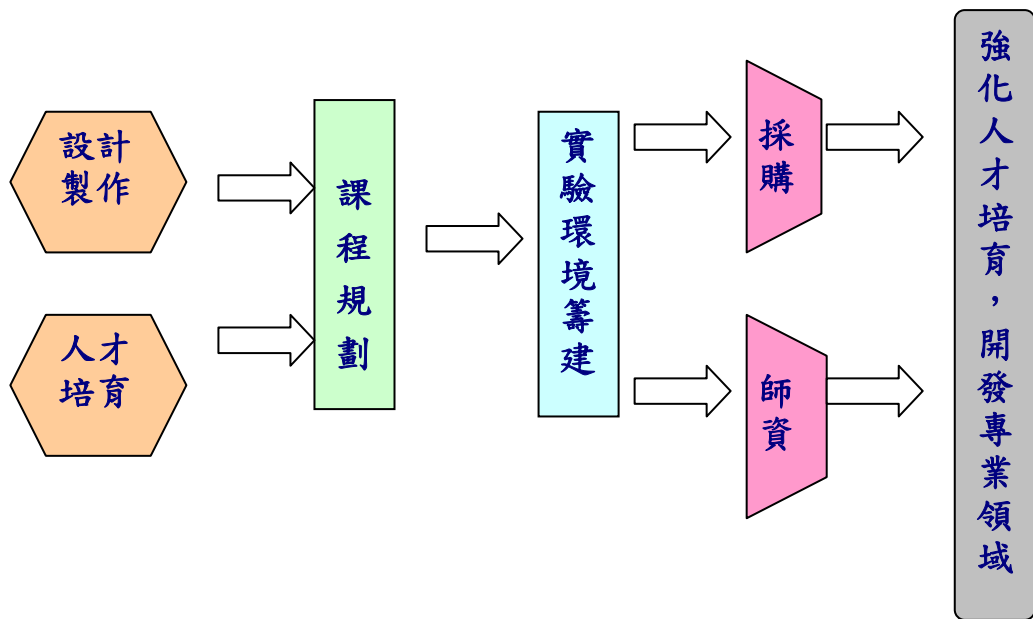 設計
製作
人才
培育
課程規劃
實驗環境籌建
採購
師資
強化人才培育，開發專業領域